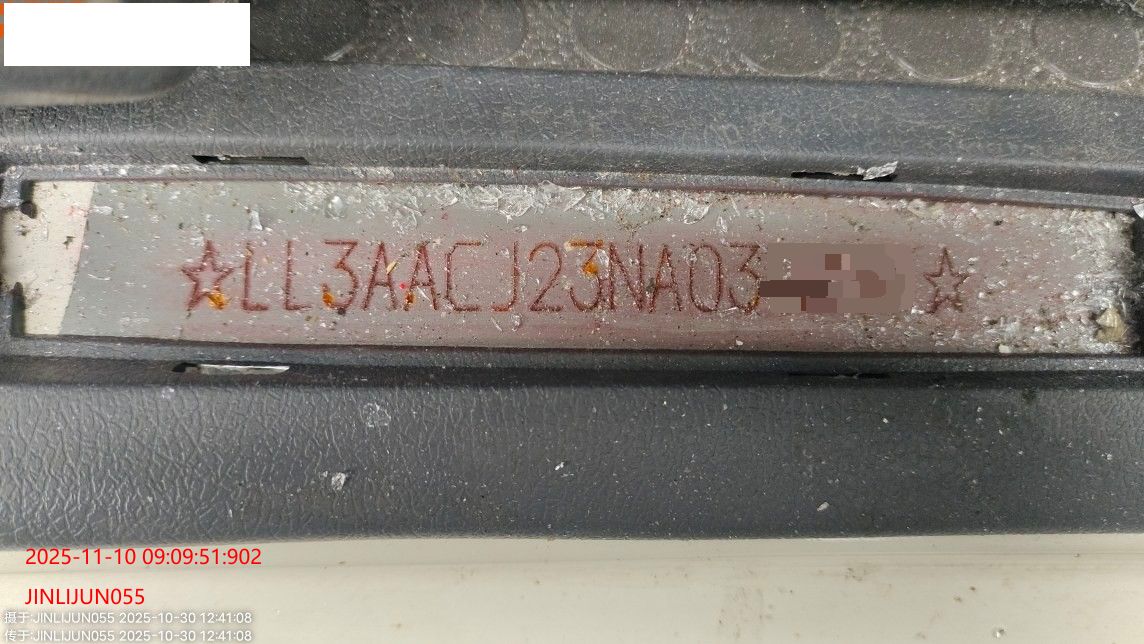 ☆LL3AACJ23NA03 ☆
2025-11-10 09:09:51:902
JINLIJUN055
摄于:JINLIJUN055 2025-10-30 12:41:08
传于:JINLIJUN055 2025-10-30 12:41:08